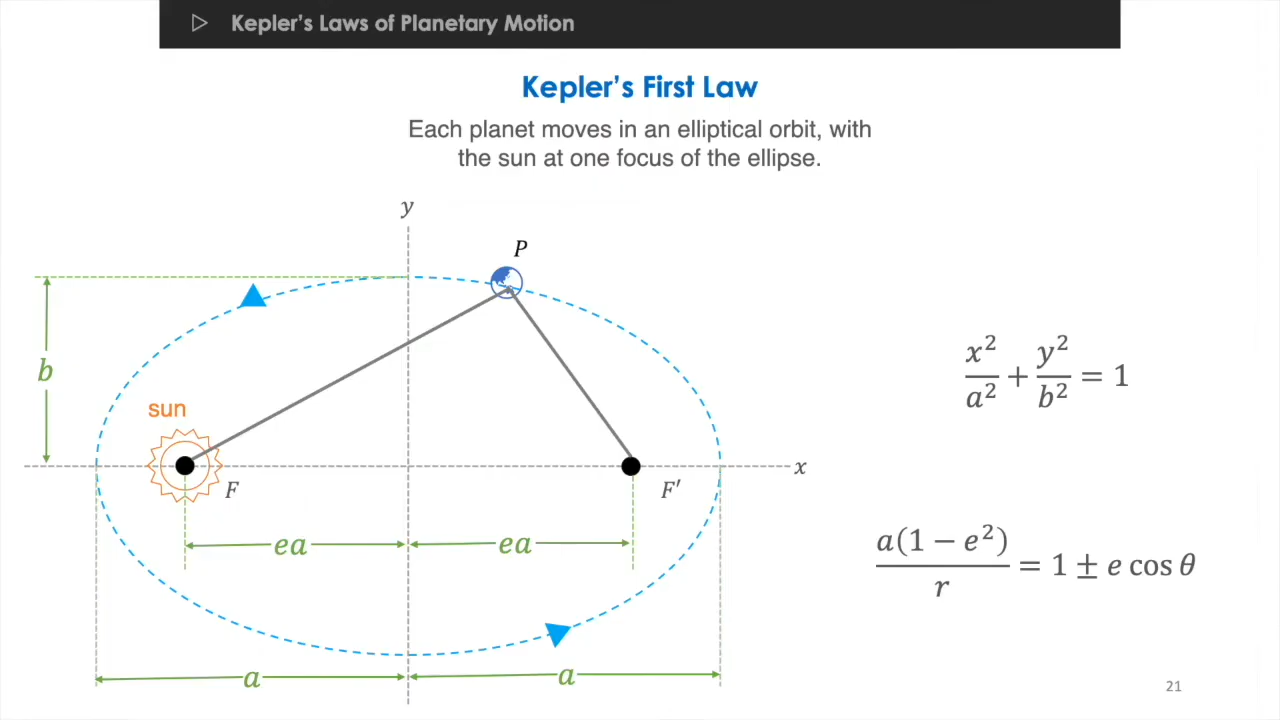 Kepler’s Laws of Planetary Motion
Kepler’s First Law
Each planet moves in an elliptical orbit, with
the sun at one focus of the ellipse.
y
P
b
sun
x
F
F′
ea
ea
a
a
x²/a² + y²/b² = 1
a(1 − e²)/r = 1 ± e cos θ
21